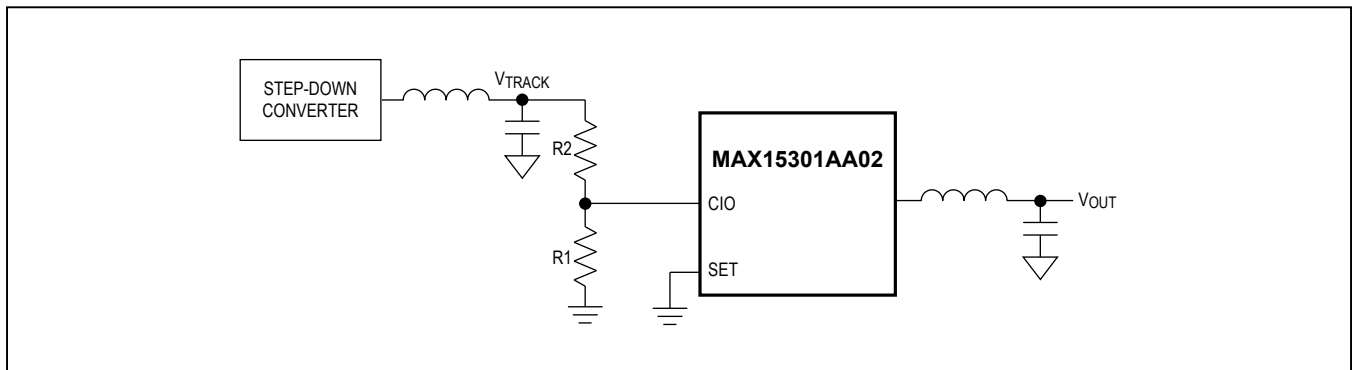 STEP-DOWN
CONVERTER
VTRACK
R2
MAX15301AA02
CIO
VOUT
R1
SET